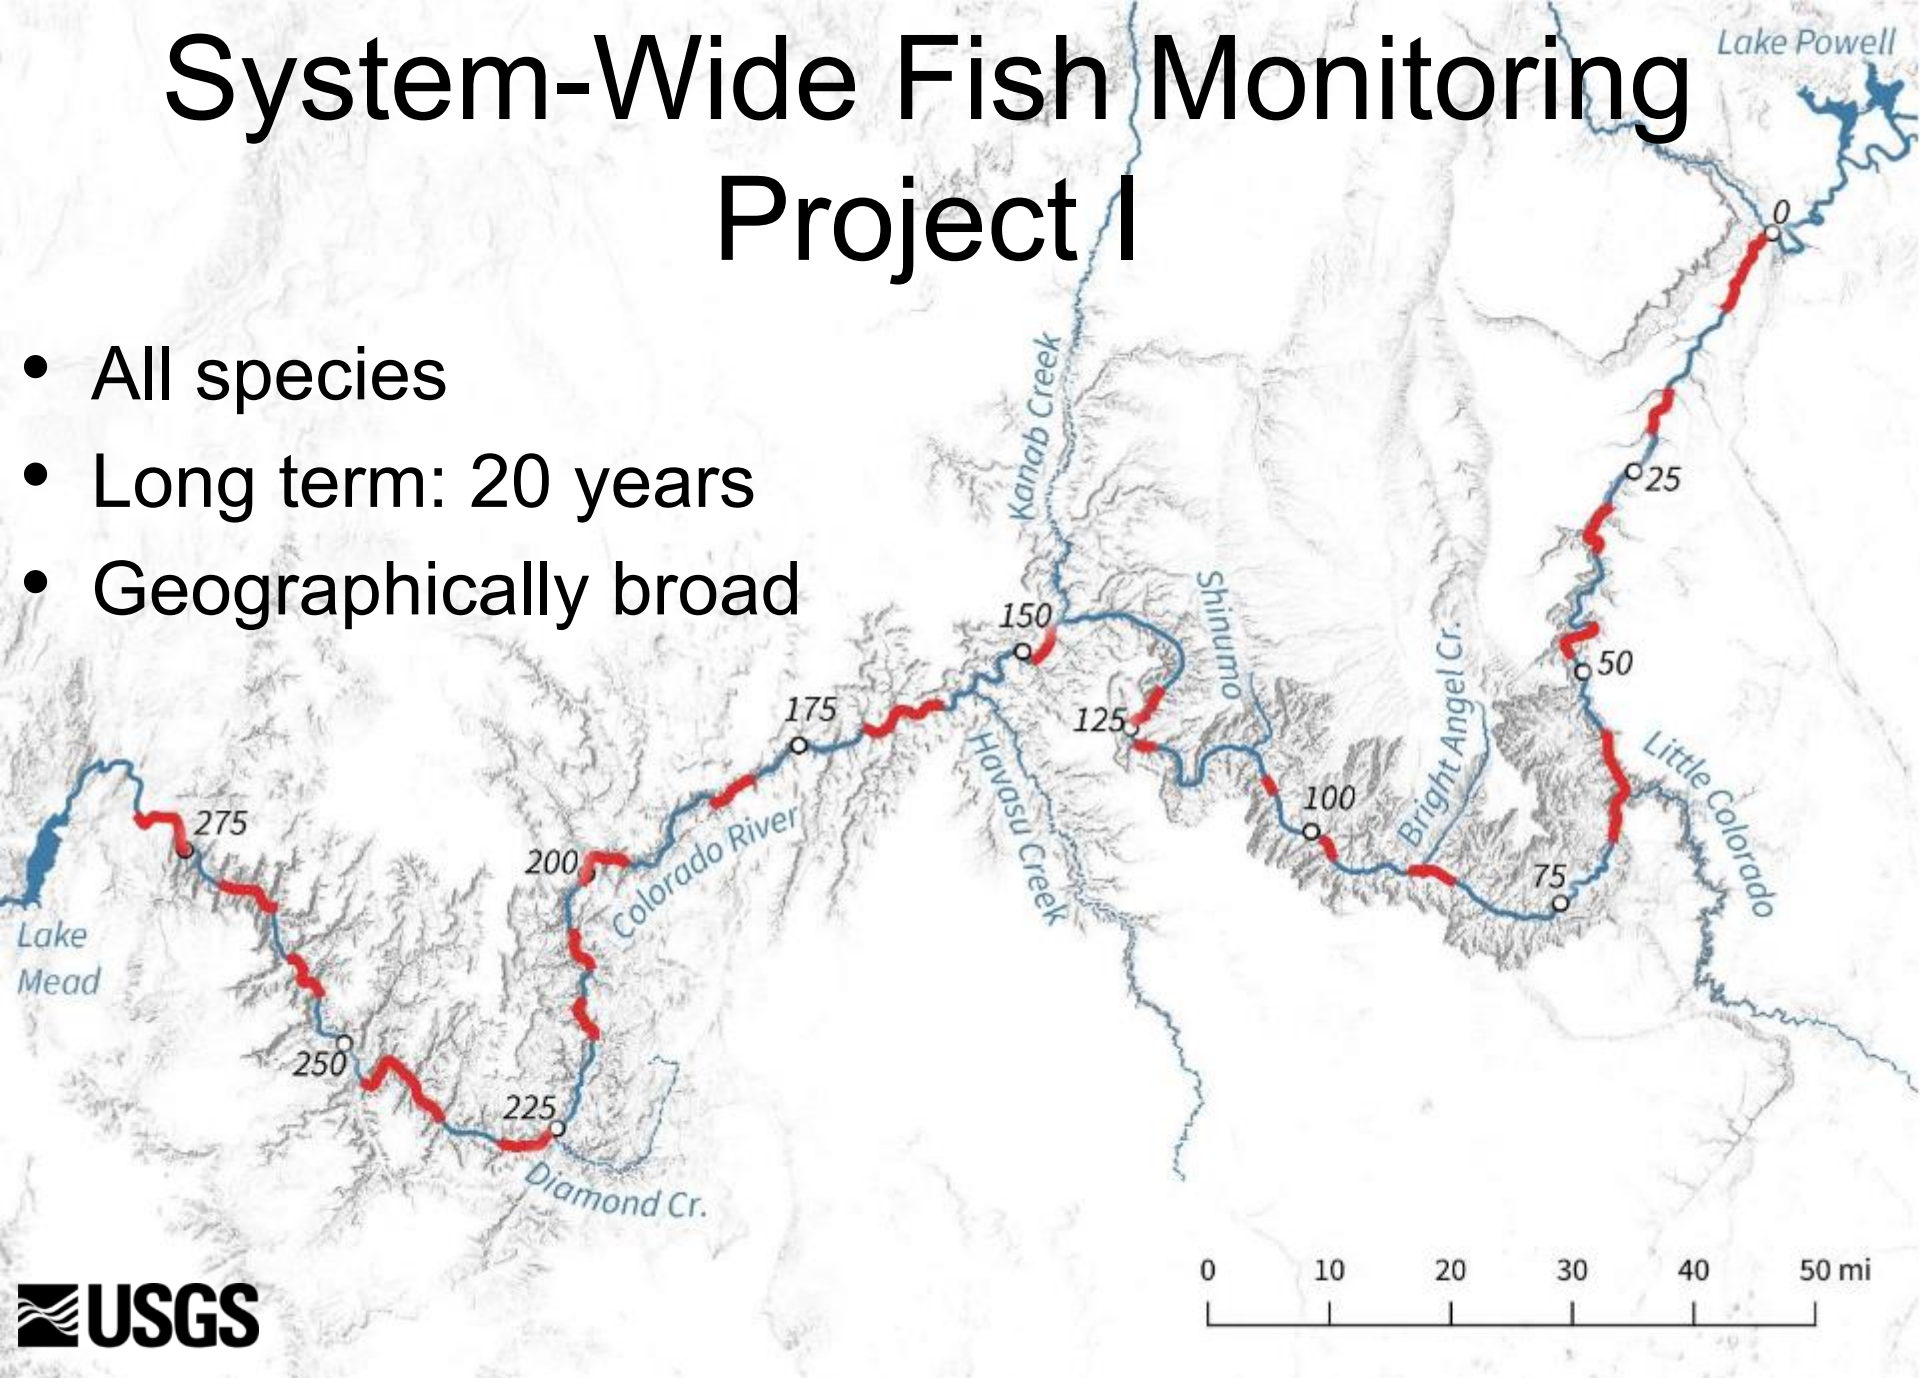 System-Wide Fish Monitoring
Project I
• All species
• Long term: 20 years
• Geographically broad
Lake Powell
0
25
50
Little Colorado
75
Bright Angel Cr.
100
Shinumo
125
Kanab Creek
150
Havasu Creek
175
Colorado River
200
225
Diamond Cr.
250
275
Lake
Mead
0 10 20 30 40 50 mi
USGS